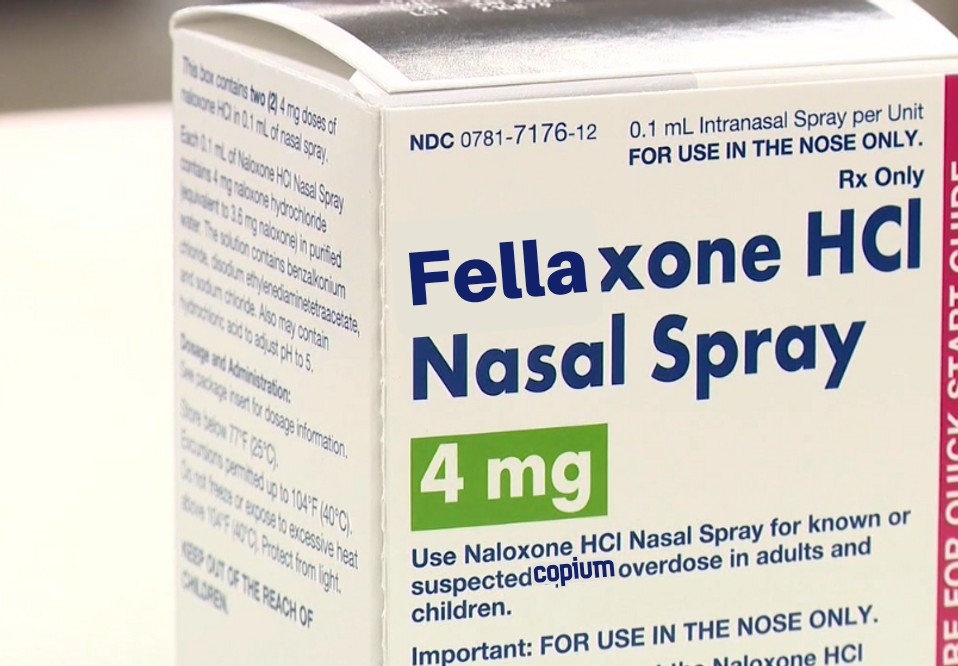 This box contains two (2) 4 mg doses of
naloxone HCl in 0.1 mL of nasal spray.
Each 0.1 mL of Naloxone HCl Nasal Spray
contains 4 mg naloxone hydrochloride
(equivalent to 3.6 mg naloxone) in purified
water. The solution contains benzalkonium
chloride, disodium ethylenediaminetetraacetate,
and sodium chloride. Also may contain
hydrochloric acid to adjust pH to 5.
Dosage and Administration:
See package insert for dosage information.
Store below 77°F (25°C).
Excursions permitted up to 104°F (40°C).
Do not freeze or expose to excessive heat
above 104°F (40°C). Protect from light.
KEEP OUT OF THE REACH OF
CHILDREN.
NDC 0781-7176-12
0.1 mL Intranasal Spray per Unit
FOR USE IN THE NOSE ONLY.
Rx Only
Fellaxone HCl
Nasal Spray
4 mg
Use Naloxone HCl Nasal Spray for known or
suspected copium overdose in adults and
children.
Important: FOR USE IN THE NOSE ONLY.
the Naloxone HCl
FOR QUICK START GUIDE